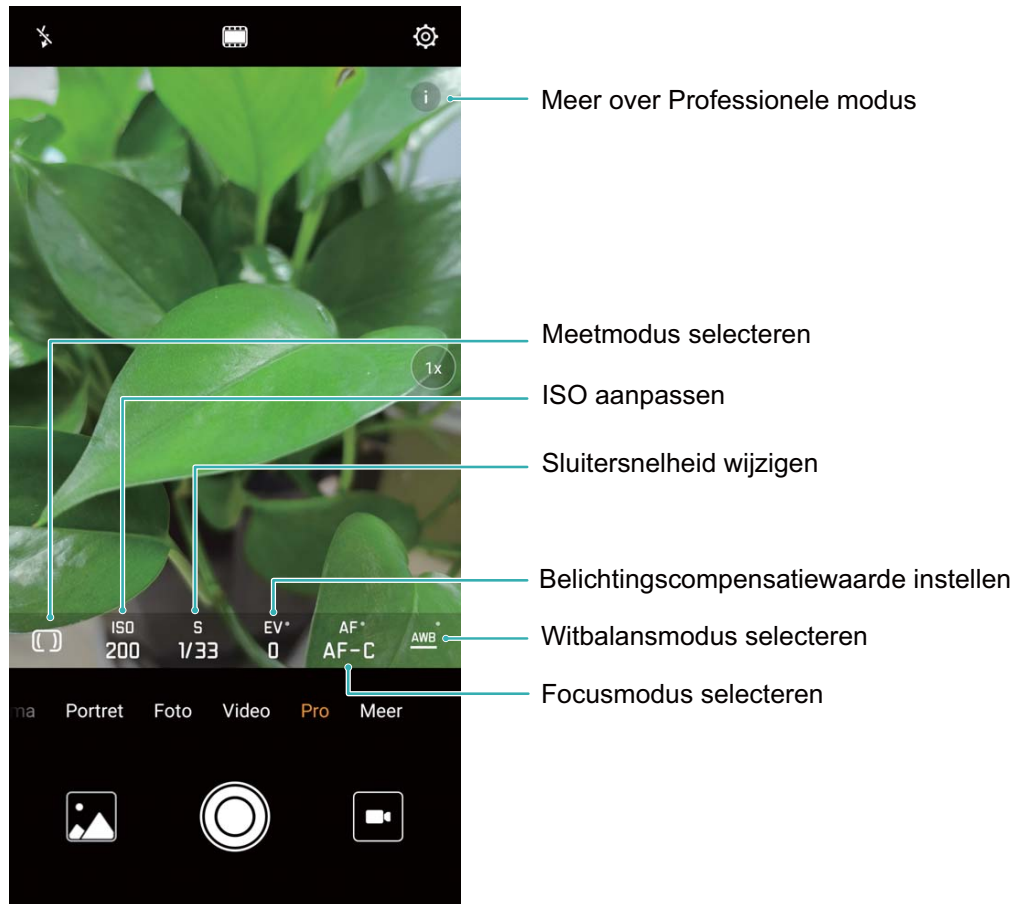 i
Meer over Professionele modus
Meetmodus selecteren
1x
ISO aanpassen
Sluitersnelheid wijzigen
Belichtingscompensatiewaarde instellen
ISO S EV° AF° AWB°
200 1/33 0 AF-C
Witbalansmodus selecteren
Focusmodus selecteren
ma Portret Foto Video Pro Meer